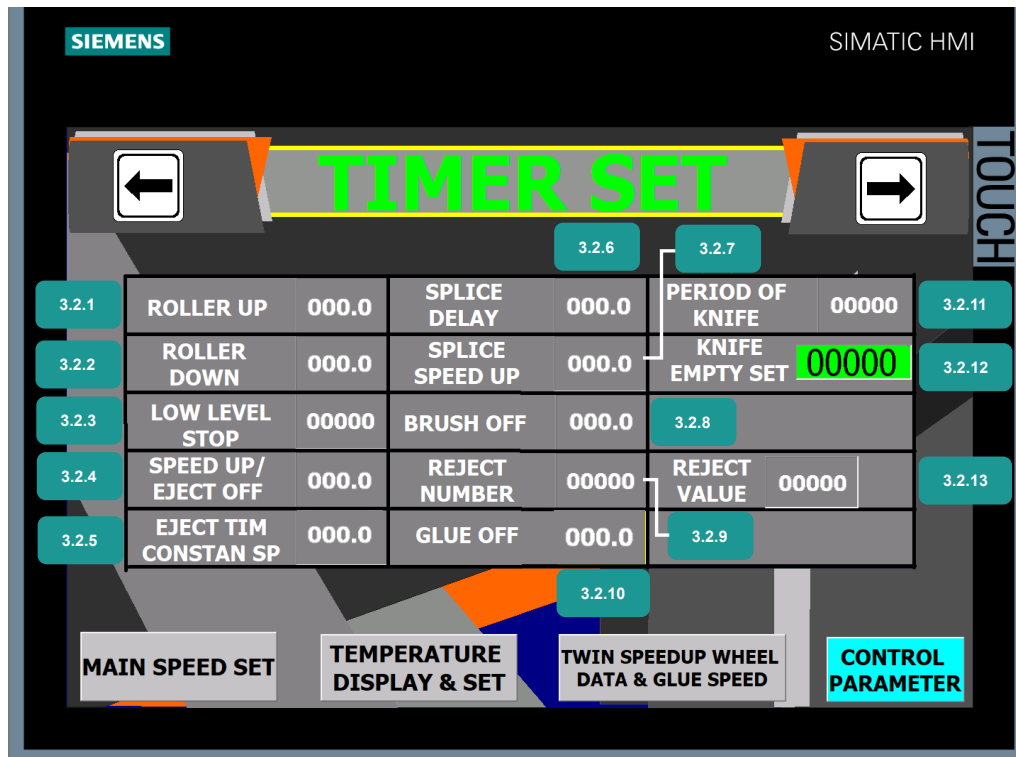 SIEMENS
SIMATIC HMI
TOUCH
TIMER SET
3.2.6
3.2.7
3.2.1
ROLLER UP
000.0
SPLICE
DELAY
000.0
PERIOD OF
KNIFE
00000
3.2.11
3.2.2
ROLLER
DOWN
000.0
SPLICE
SPEED UP
000.0
KNIFE
EMPTY SET
00000
3.2.12
3.2.3
LOW LEVEL
STOP
00000
BRUSH OFF
000.0
3.2.8
3.2.4
SPEED UP/
EJECT OFF
000.0
REJECT
NUMBER
00000
REJECT
VALUE
00000
3.2.13
3.2.5
EJECT TIM
CONSTAN SP
000.0
GLUE OFF
000.0
3.2.9
3.2.10
MAIN SPEED SET
TEMPERATURE
DISPLAY & SET
TWIN SPEEDUP WHEEL
DATA & GLUE SPEED
CONTROL
PARAMETER